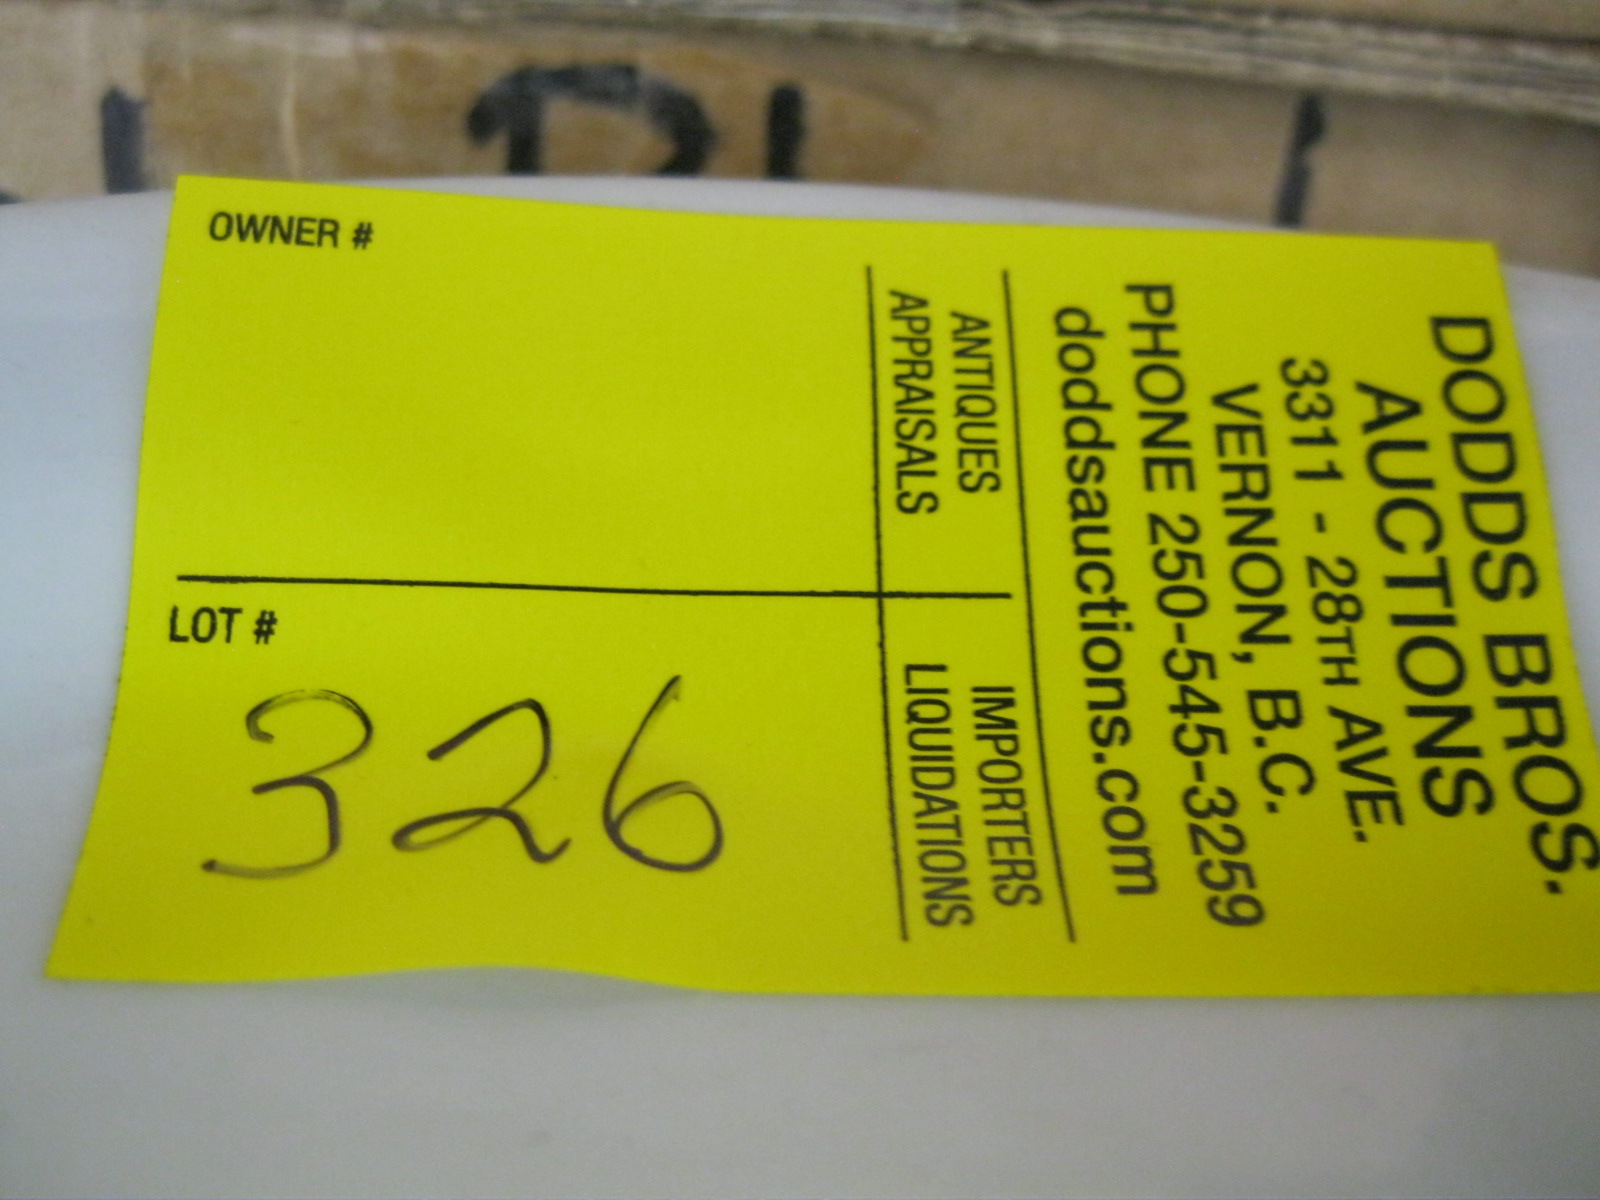 DODDS BROS.
AUCTIONS
3311 - 28TH AVE.
VERNON, B.C.
PHONE 250-545-3259
doddsauctions.com
ANTIQUES
APPRAISALS
IMPORTERS
LIQUIDATIONS
OWNER #
LOT #
326